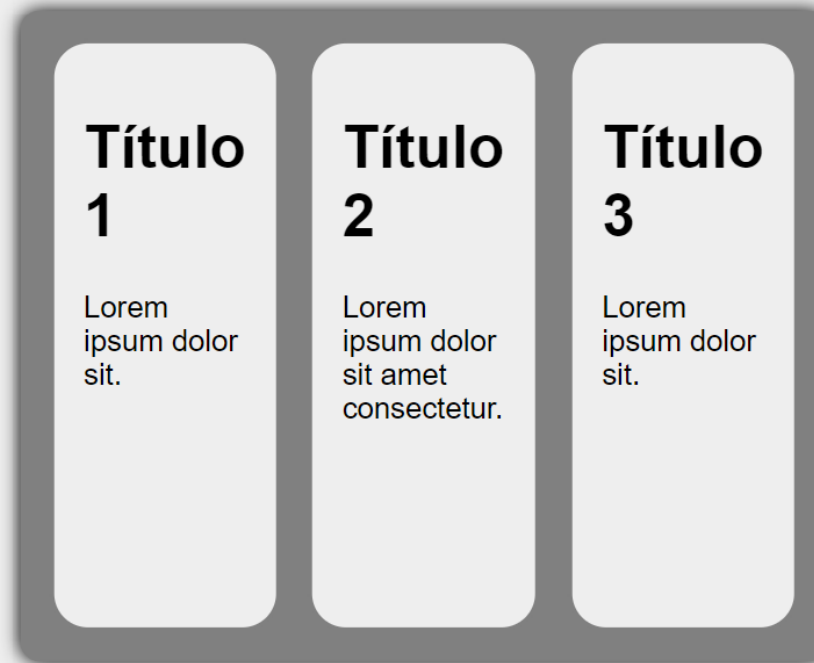 Título
1
Lorem
ipsum dolor
sit.
Título
2
Lorem
ipsum dolor
sit amet
consectetur.
Título
3
Lorem
ipsum dolor
sit.